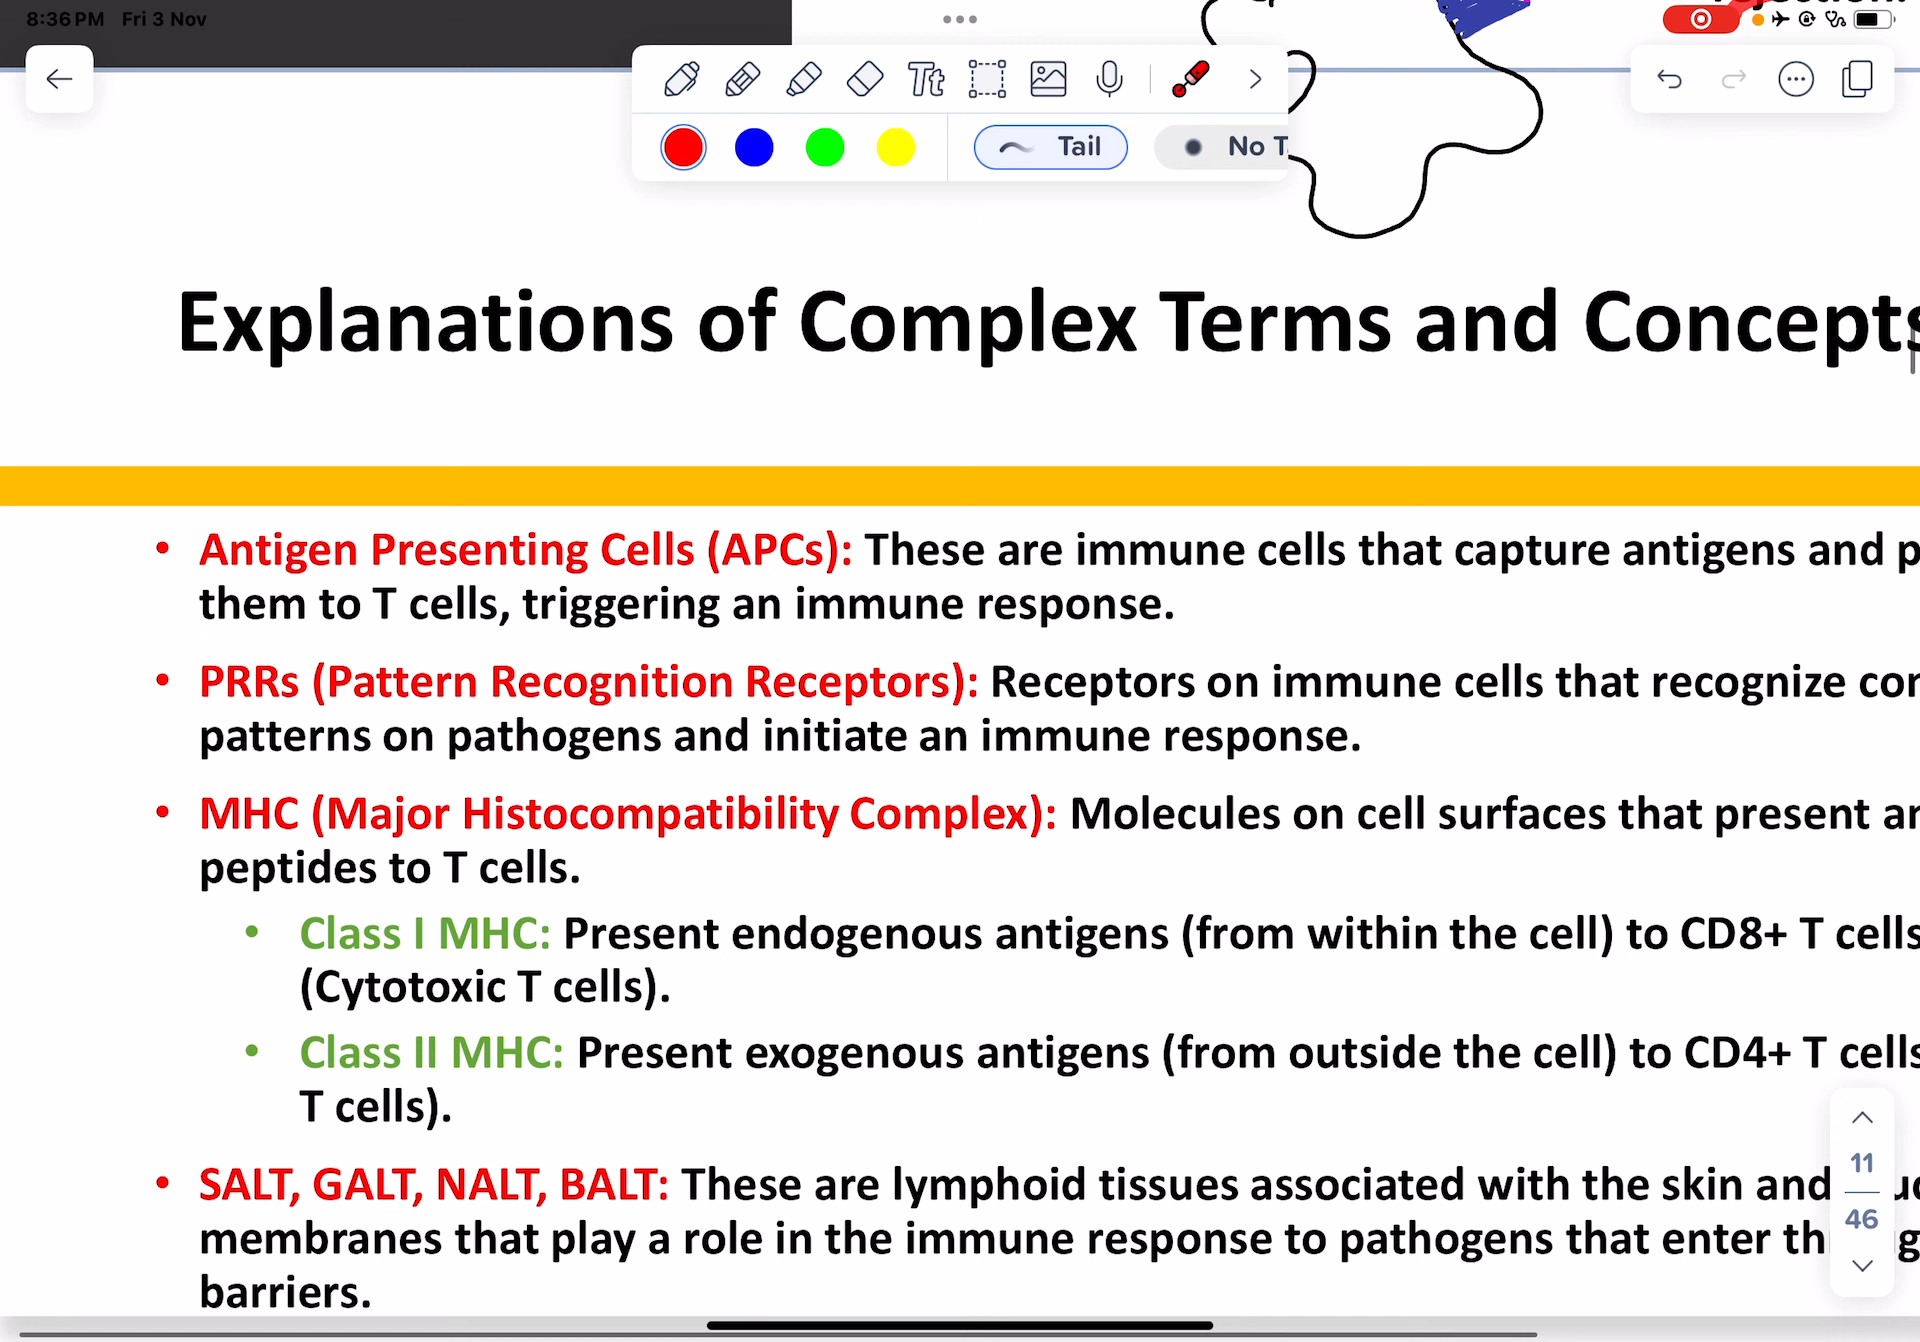 8:36 PM Fri 3 Nov
Tail
No T
Explanations of Complex Terms and Concepts
• Antigen Presenting Cells (APCs): These are immune cells that capture antigens and p
them to T cells, triggering an immune response.
• PRRs (Pattern Recognition Receptors): Receptors on immune cells that recognize
patterns on pathogens and initiate an immune response.
• MHC (Major Histocompatibility Complex): Molecules on cell surfaces that present
peptides to T cells.
• Class I MHC: Present endogenous antigens (from within the cell) to CD8+ T cells
(Cytotoxic T cells).
• Class II MHC: Present exogenous antigens (from outside the cell) to CD4+ T cells
T cells).
• SALT, GALT, NALT, BALT: These are lymphoid tissues associated with the skin and
membranes that play a role in the immune response to pathogens that enter
barriers.
11
46